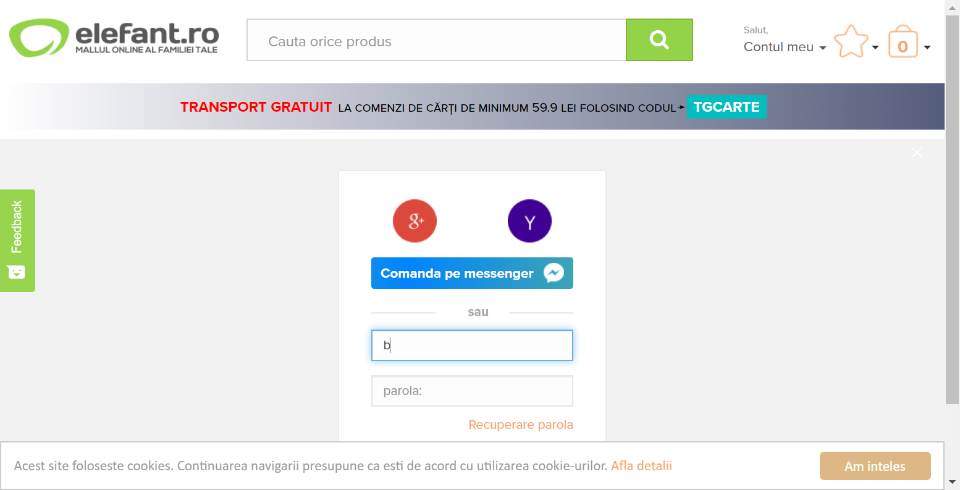 elefant.ro
MALLUL ONLINE AL FAMILIEI TALE
Cauta orice produs
Salut,
Contul meu
0
TRANSPORT GRATUIT LA COMENZI DE CĂRȚI DE MINIMUM 59.9 LEI FOLOSIND CODUL TGCARTE
Feedback
g+
Y
Comanda pe messenger
sau
b
parola:
Recuperare parola
Acest site foloseste cookies. Continuarea navigarii presupune ca esti de acord cu utilizarea cookie-urilor. Afla detalii
Am inteles